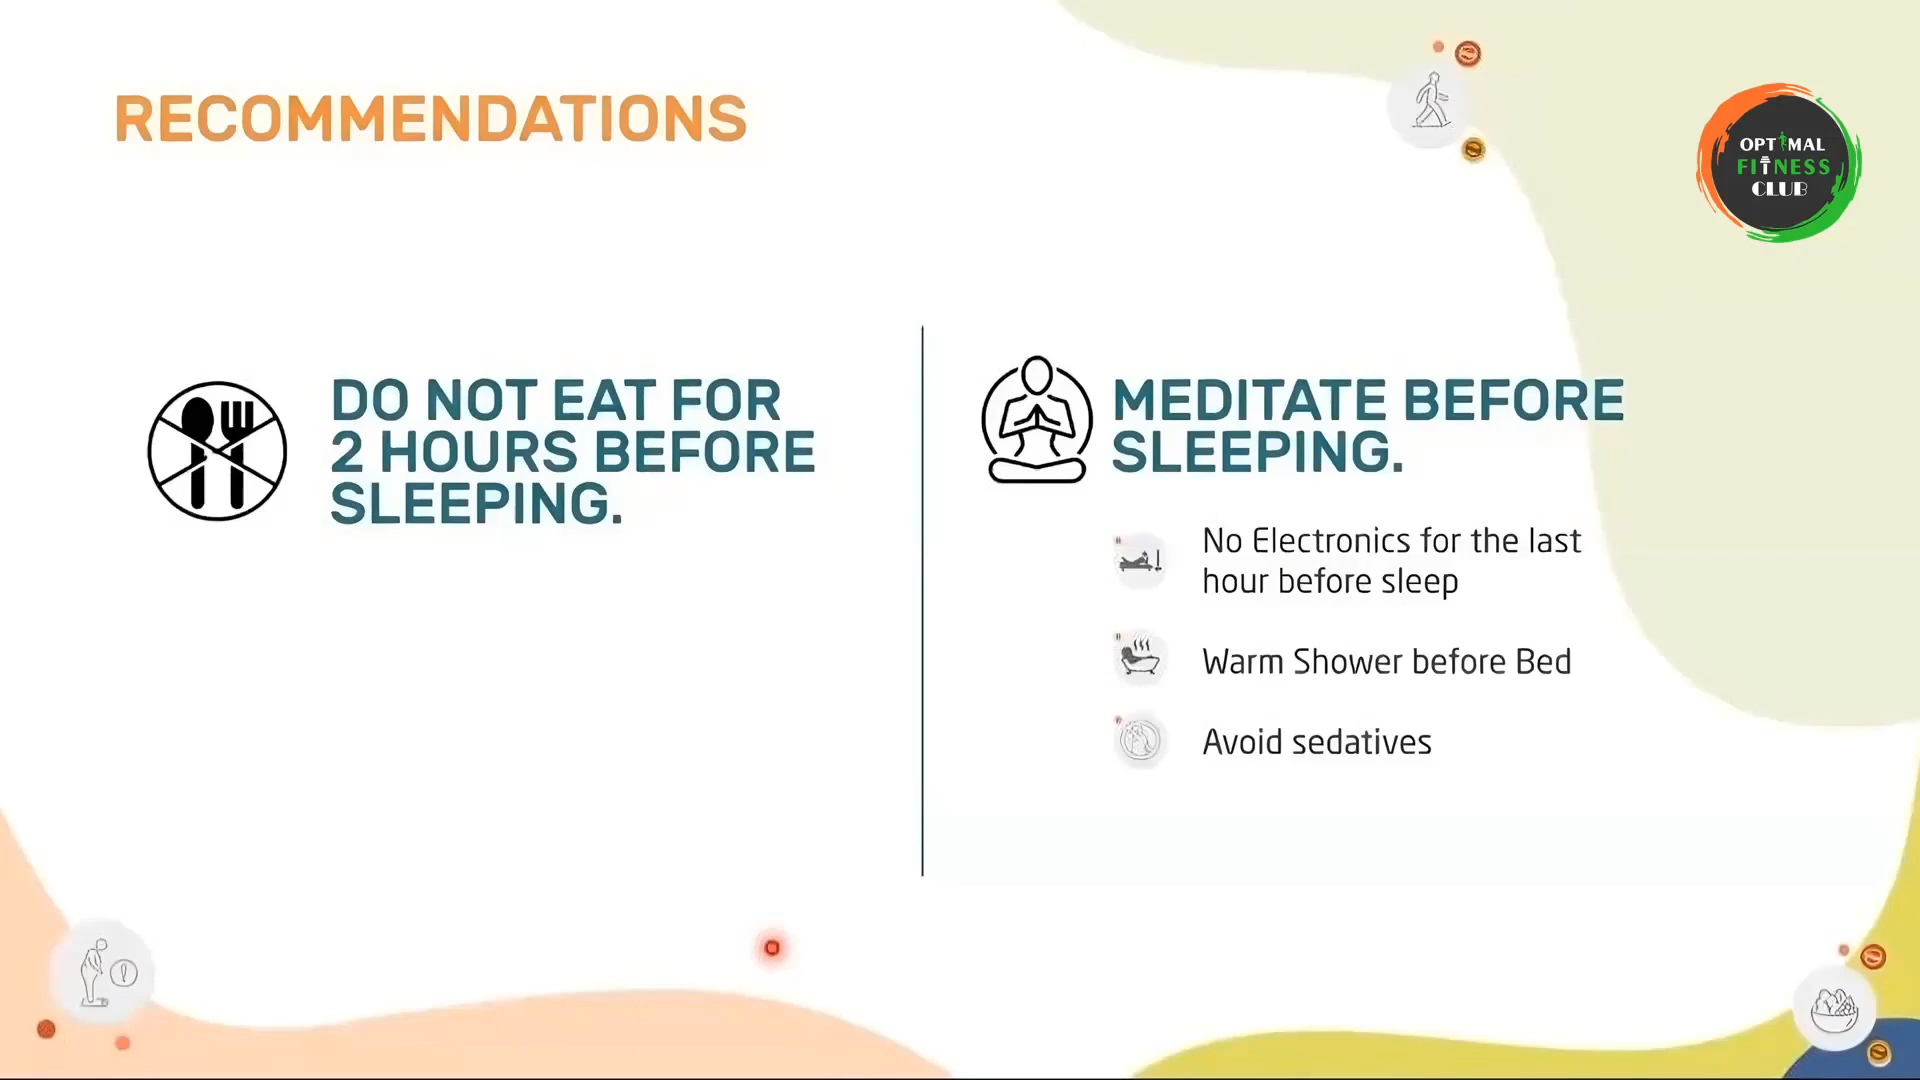 RECOMMENDATIONS
OPTIMAL
FITNESS
CLUB
DO NOT EAT FOR
2 HOURS BEFORE
SLEEPING.
MEDITATE BEFORE
SLEEPING.
No Electronics for the last
hour before sleep
Warm Shower before Bed
Avoid sedatives